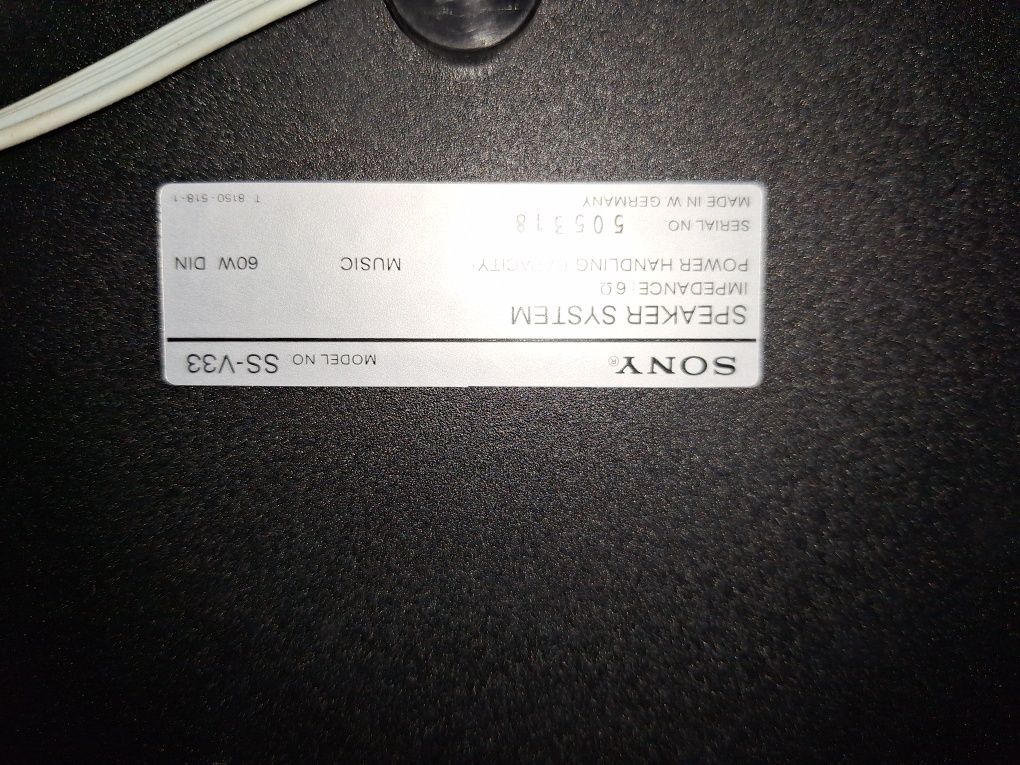 SONY® MODEL NO SS-V33
SPEAKER SYSTEM
IMPEDANCE: 6Ω
POWER HANDLING CAPACITY: MUSIC 60W DIN
SERIAL NO. 505318
MADE IN W GERMANY T 8150-518-1